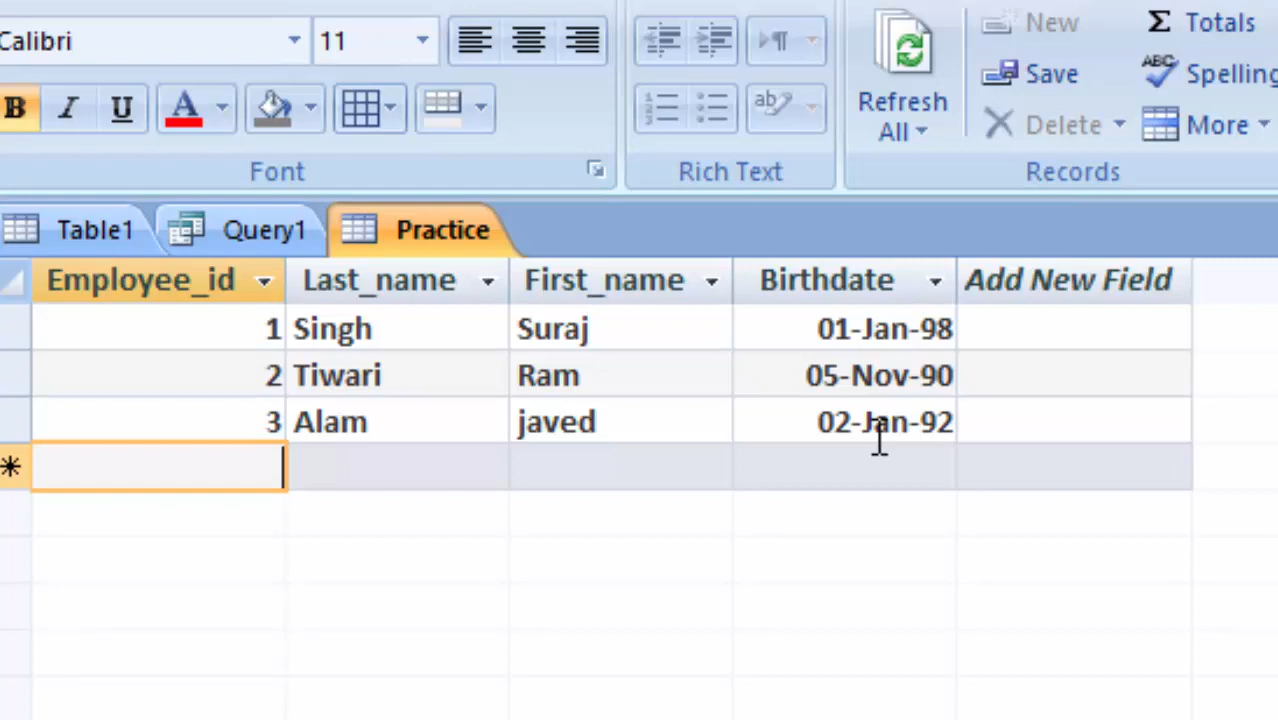 Calibri 11 New Σ Totals
Save ABC Spelling
B I U A ab Refresh All Delete More
Font Rich Text Records
Table1 Query1 Practice
Employee_id Last_name First_name Birthdate Add New Field
1 Singh Suraj 01-Jan-98
2 Tiwari Ram 05-Nov-90
3 Alam javed 02-Jan-92